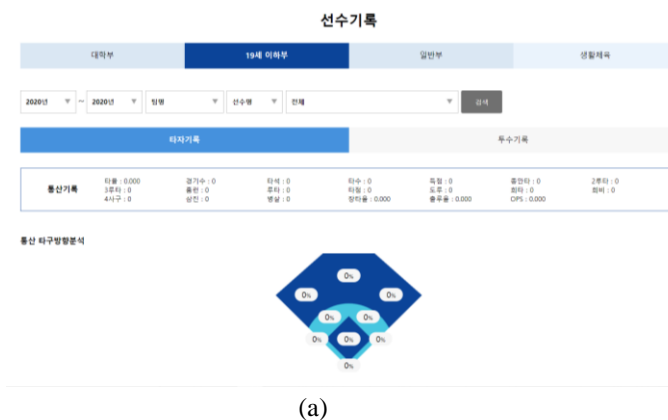 선수기록
대학부 19세 이하부 일반부 생활체육
2020년 ~ 2020년 팀명 선수명 전체 검색
타자기록 투수기록
통산기록
타율 : 0.000 경기수 : 0 타석 : 0 타수 : 0 득점 : 0 총안타 : 0 2루타 : 0
3루타 : 0 홈런 : 0 루타 : 0 타점 : 0 도루 : 0 희타 : 0 희비 : 0
4사구 : 0 삼진 : 0 병살 : 0 장타율 : 0.000 출루율 : 0.000 OPS : 0.000
통산 타구방향분석
0%
0% 0%
0% 0%
0% 0% 0%
0%
(a)